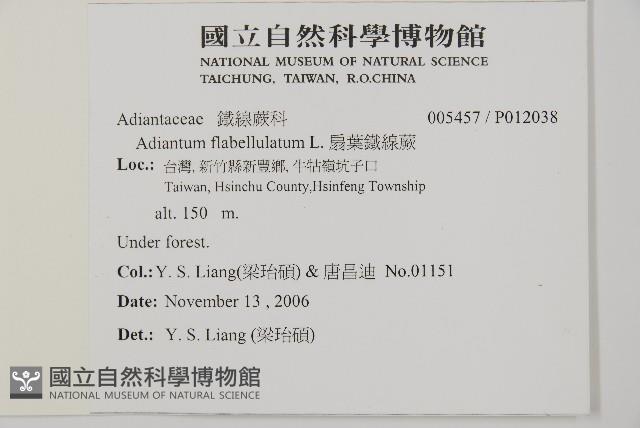 國立自然科學博物館
NATIONAL MUSEUM OF NATURAL SCIENCE
TAICHUNG, TAIWAN, R.O.CHINA
Adiantaceae 鐵線蕨科 005457 / P012038
Adiantum flabellulatum L. 扇葉鐵線蕨
Loc.: 台灣, 新竹縣新豐鄉, 牛牯嶺坑子口
Taiwan, Hsinchu County,Hsinfeng Township
alt. 150 m.
Under forest.
Col.: Y. S. Liang(梁珆碩) & 唐昌迪 No.01151
Date: November 13 , 2006
Det.: Y. S. Liang (梁珆碩)
國立自然科學博物館
NATIONAL MUSEUM OF NATURAL SCIENCE